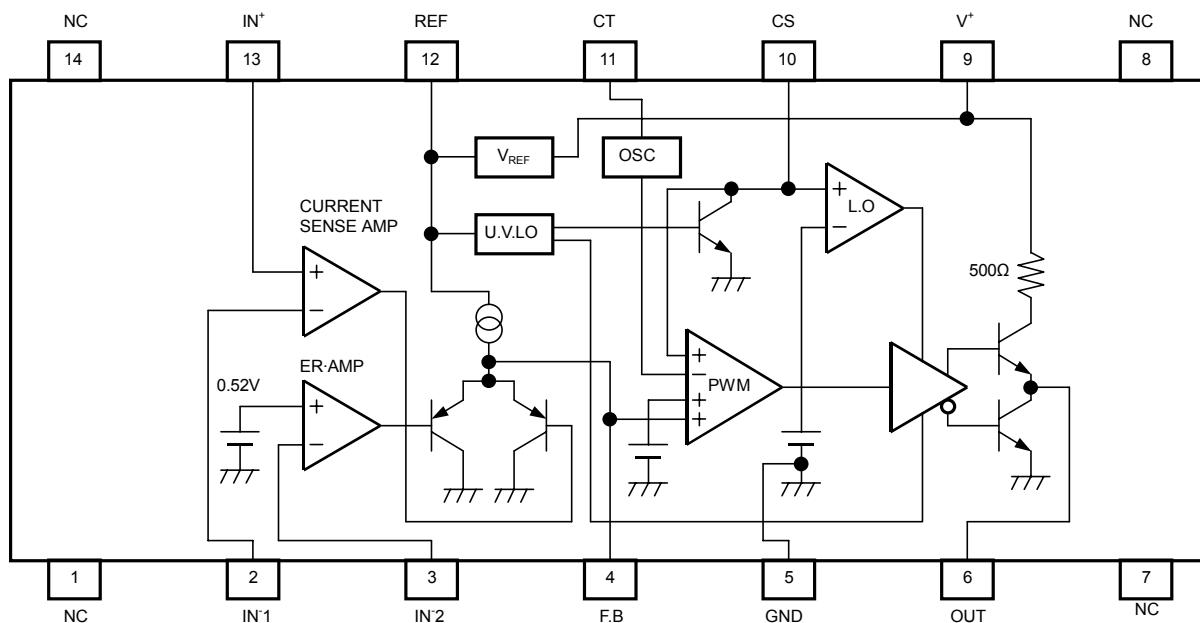 NC IN⁺ REF CT CS V⁺ NC
14 13 12 11 10 9 8
VREF OSC
CURRENT
SENSE AMP
+
−
U.V.LO
+
−
L.O
500Ω
ER·AMP
0.52V
+
−
+
−
+
+
PWM
1 2 3 4 5 6 7
NC IN⁻1 IN⁻2 F.B GND OUT NC